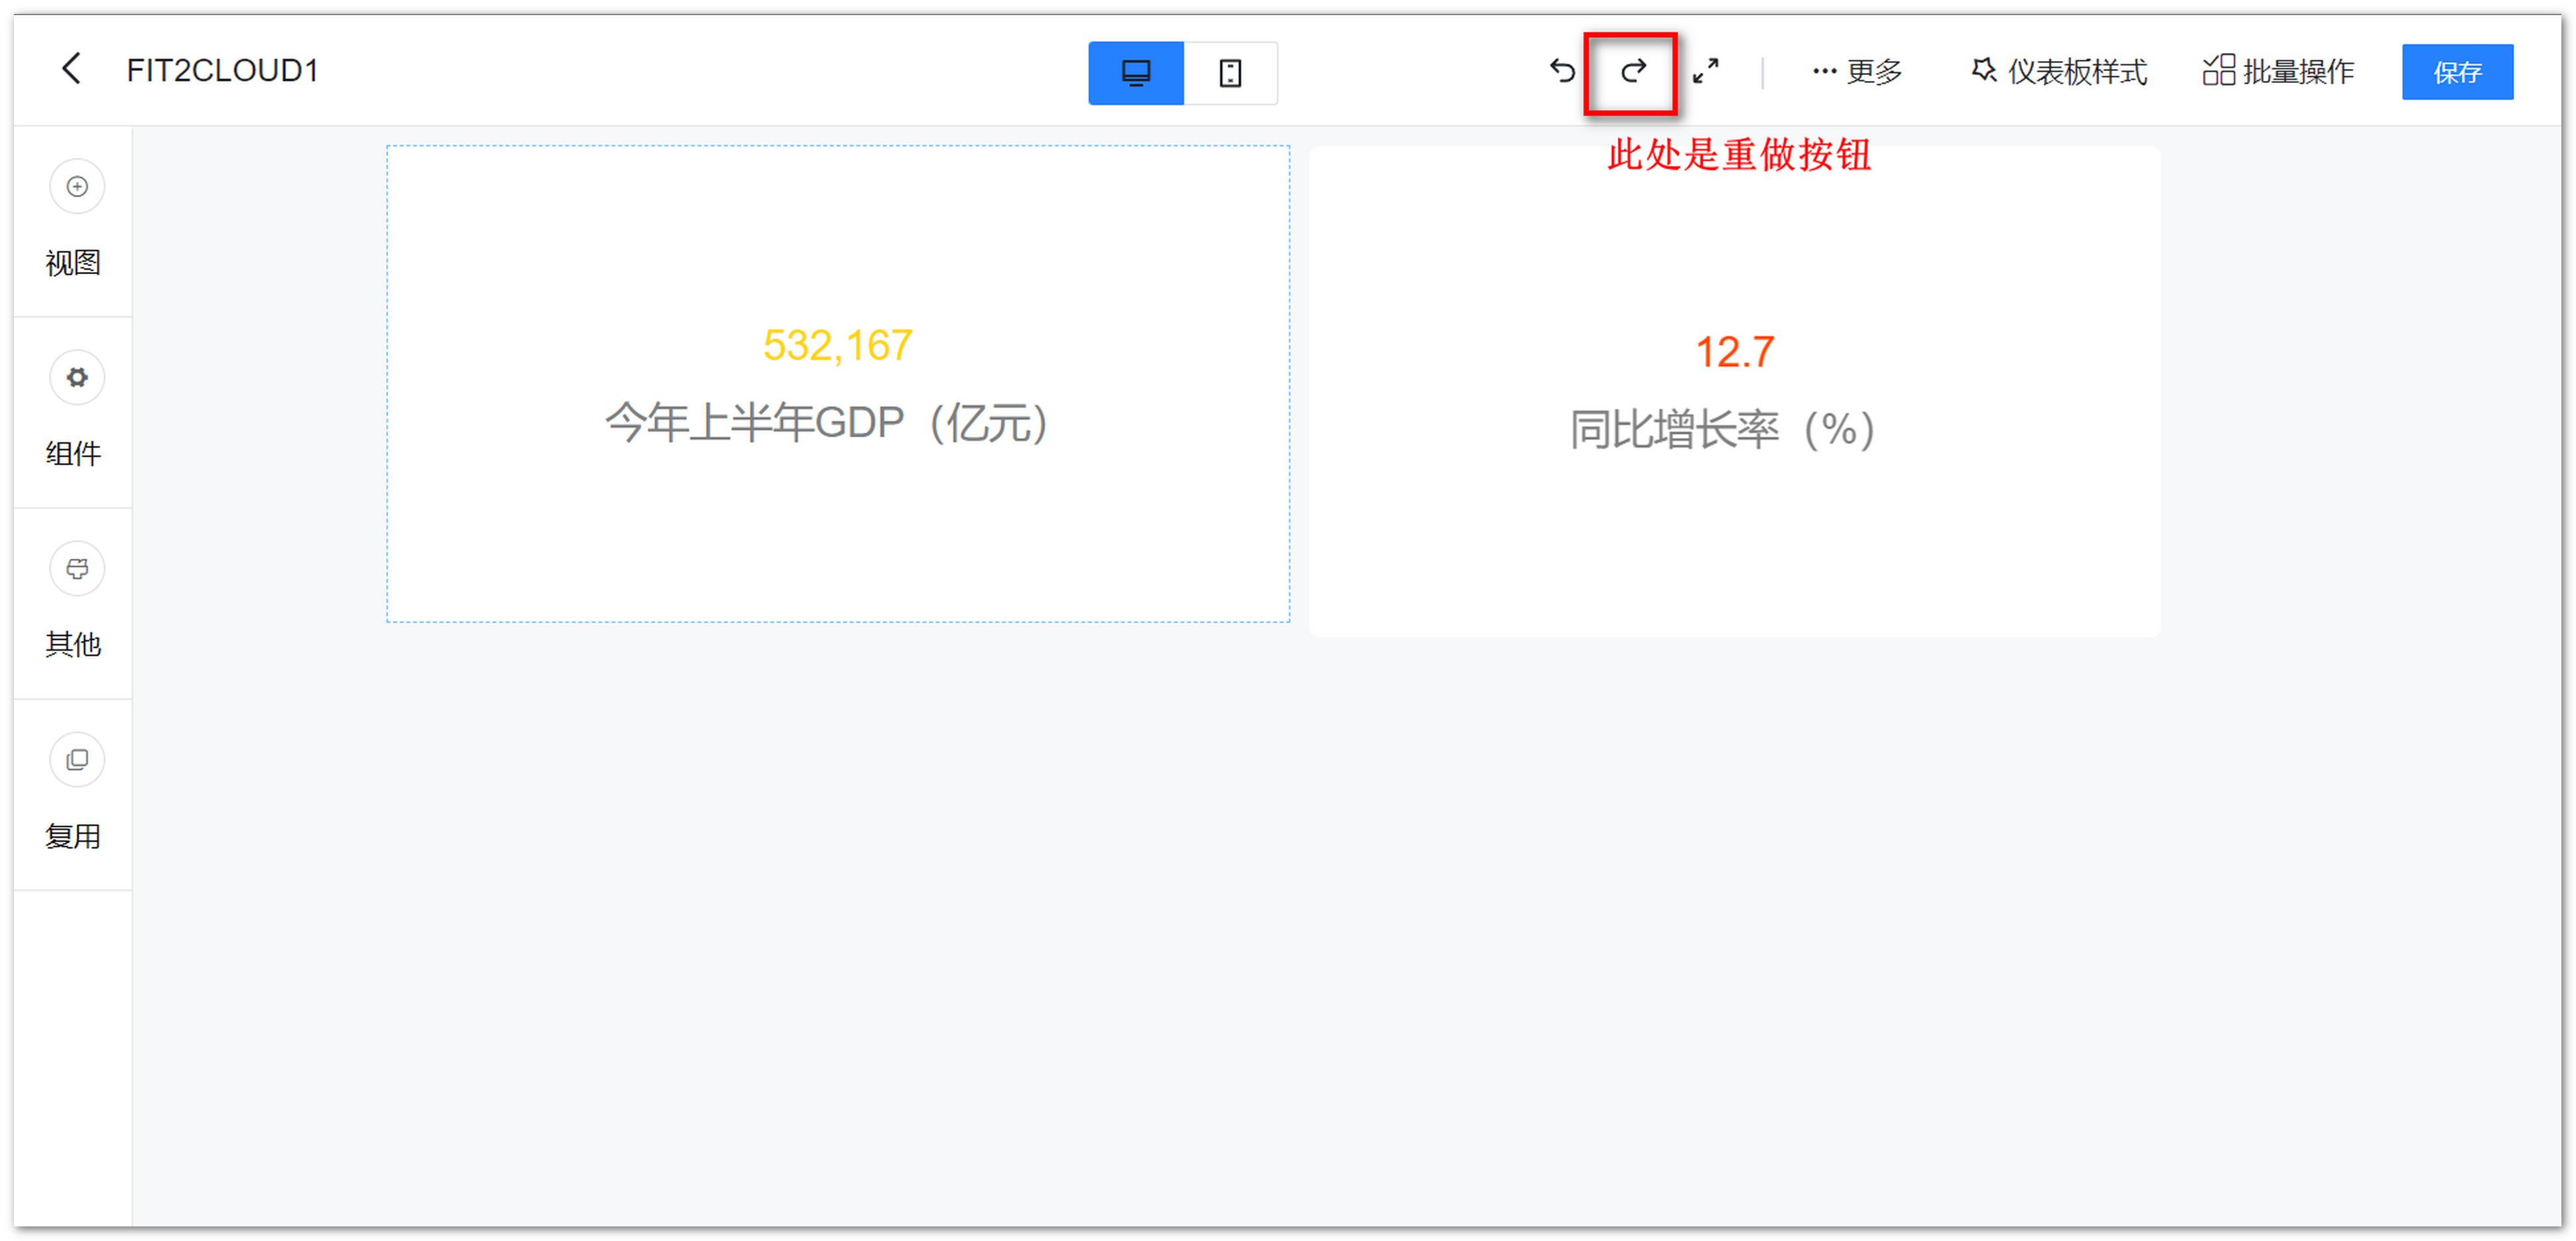 FIT2CLOUD1
更多
仪表板样式
批量操作
保存
此处是重做按钮
视图
组件
其他
复用
532,167
今年上半年GDP（亿元）
12.7
同比增长率（%）